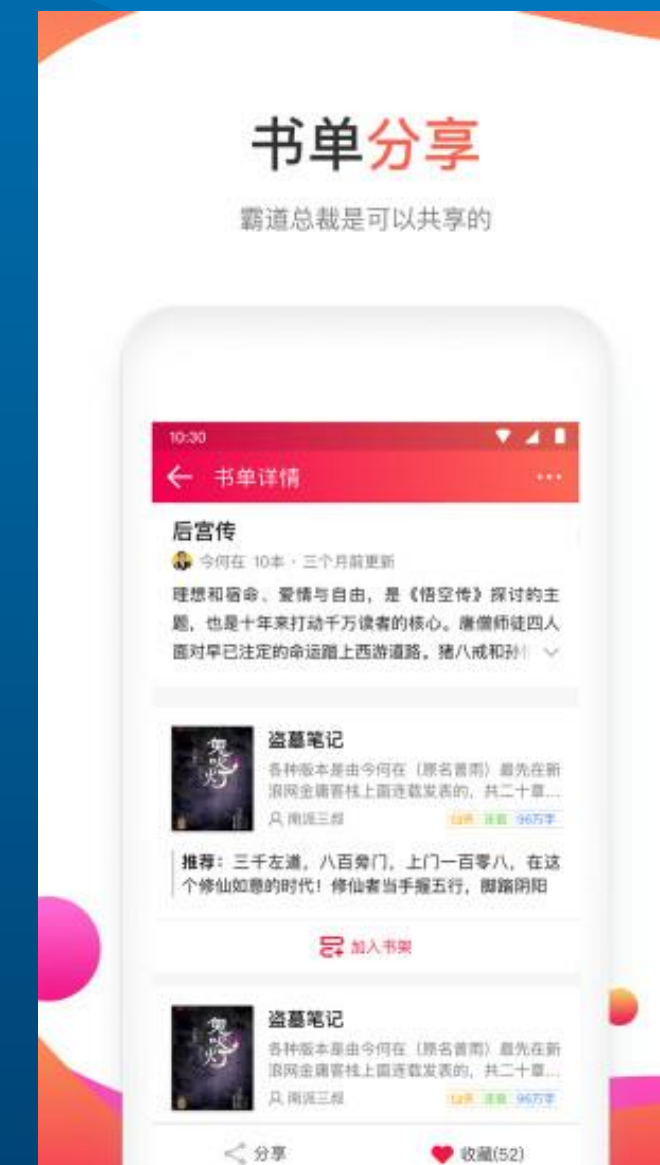 书单分享
霸道总裁是可以共享的
10:30
书单详情
后宫传
今何在 10本·三个月前更新
理想和宿命、爱情与自由，是《悟空传》探讨的主
题，也是十年来打动千万读者的核心。唐僧师徒四人
面对早已注定的命运踏上西游道路。猪八戒和孙
鬼吹灯
盗墓笔记
各种版本是由今何在（原名曾雨）最先在新
浪网金庸客栈上面连载发表的，共二十章...
南派三叔
96万字
推荐：三千左道，八百旁门，上门一百零八，在这
个修仙如意的时代！修仙者当手握五行，脚踏阴阳
加入书架
鬼吹灯
盗墓笔记
各种版本是由今何在（原名曾雨）最先在新
浪网金庸客栈上面连载发表的，共二十章...
南派三叔
96万字
分享
收藏(52)